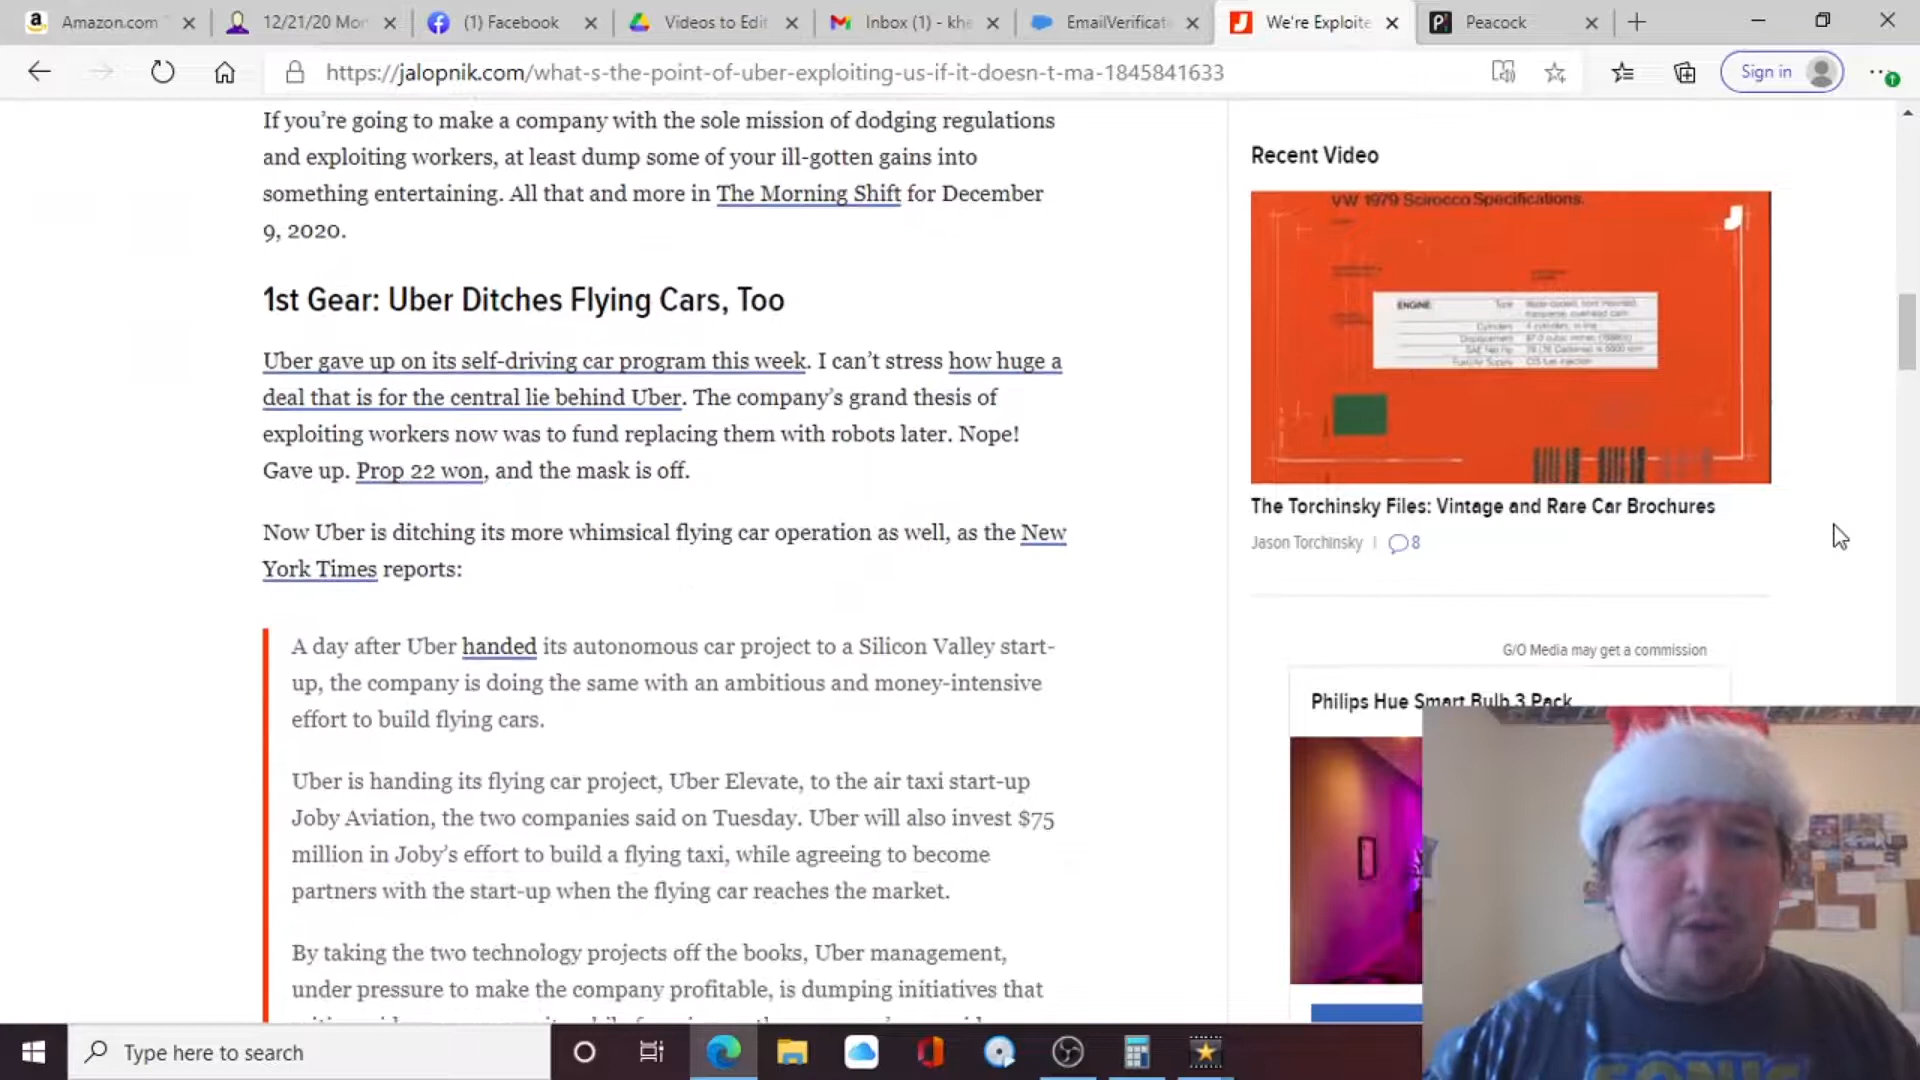 Amazon.com
12/21/20 Mor
(1) Facebook
Videos to Edit
Inbox (1) - khe
EmailVerificat
We're Exploite
Peacock
https://jalopnik.com/what-s-the-point-of-uber-exploiting-us-if-it-doesn-t-ma-1845841633
Sign in
If you're going to make a company with the sole mission of dodging regulations
and exploiting workers, at least dump some of your ill-gotten gains into
something entertaining. All that and more in The Morning Shift for December
9, 2020.
1st Gear: Uber Ditches Flying Cars, Too
Uber gave up on its self-driving car program this week. I can't stress how huge a
deal that is for the central lie behind Uber. The company's grand thesis of
exploiting workers now was to fund replacing them with robots later. Nope!
Gave up. Prop 22 won, and the mask is off.
Now Uber is ditching its more whimsical flying car operation as well, as the New
York Times reports:
A day after Uber handed its autonomous car project to a Silicon Valley start-
up, the company is doing the same with an ambitious and money-intensive
effort to build flying cars.
Uber is handing its flying car project, Uber Elevate, to the air taxi start-up
Joby Aviation, the two companies said on Tuesday. Uber will also invest $75
million in Joby's effort to build a flying taxi, while agreeing to become
partners with the start-up when the flying car reaches the market.
By taking the two technology projects off the books, Uber management,
under pressure to make the company profitable, is dumping initiatives that
Recent Video
VW 1979 Scirocco Specifications.
ENGINE:
The Torchinsky Files: Vintage and Rare Car Brochures
Jason Torchinsky | 8
G/O Media may get a commission
Philips Hue Smart Bulb 3 Pack
SONIC
Type here to search